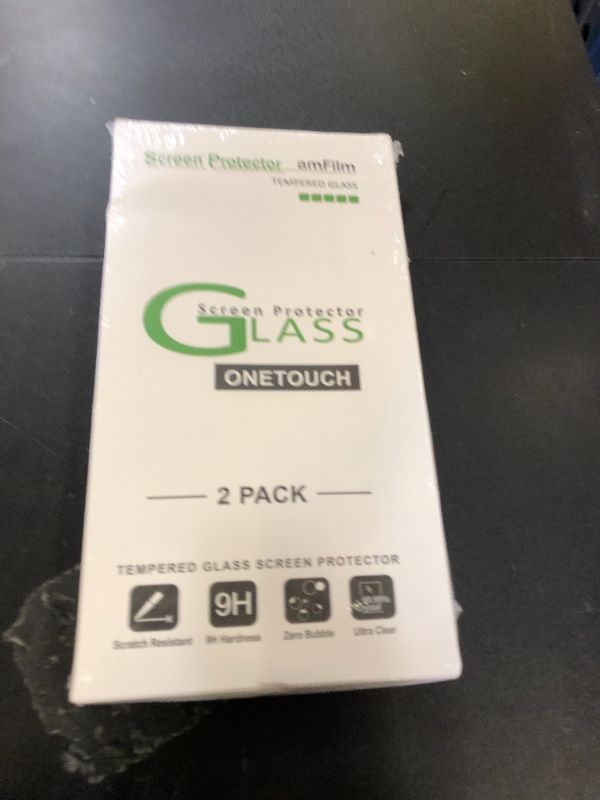 Screen Protector amFilm
TEMPERED GLASS
Screen Protector
GLASS
ONETOUCH
2 PACK
TEMPERED GLASS SCREEN PROTECTOR
9H
Scratch Resistant 9H Hardness Zero Bubble Ultra Clear